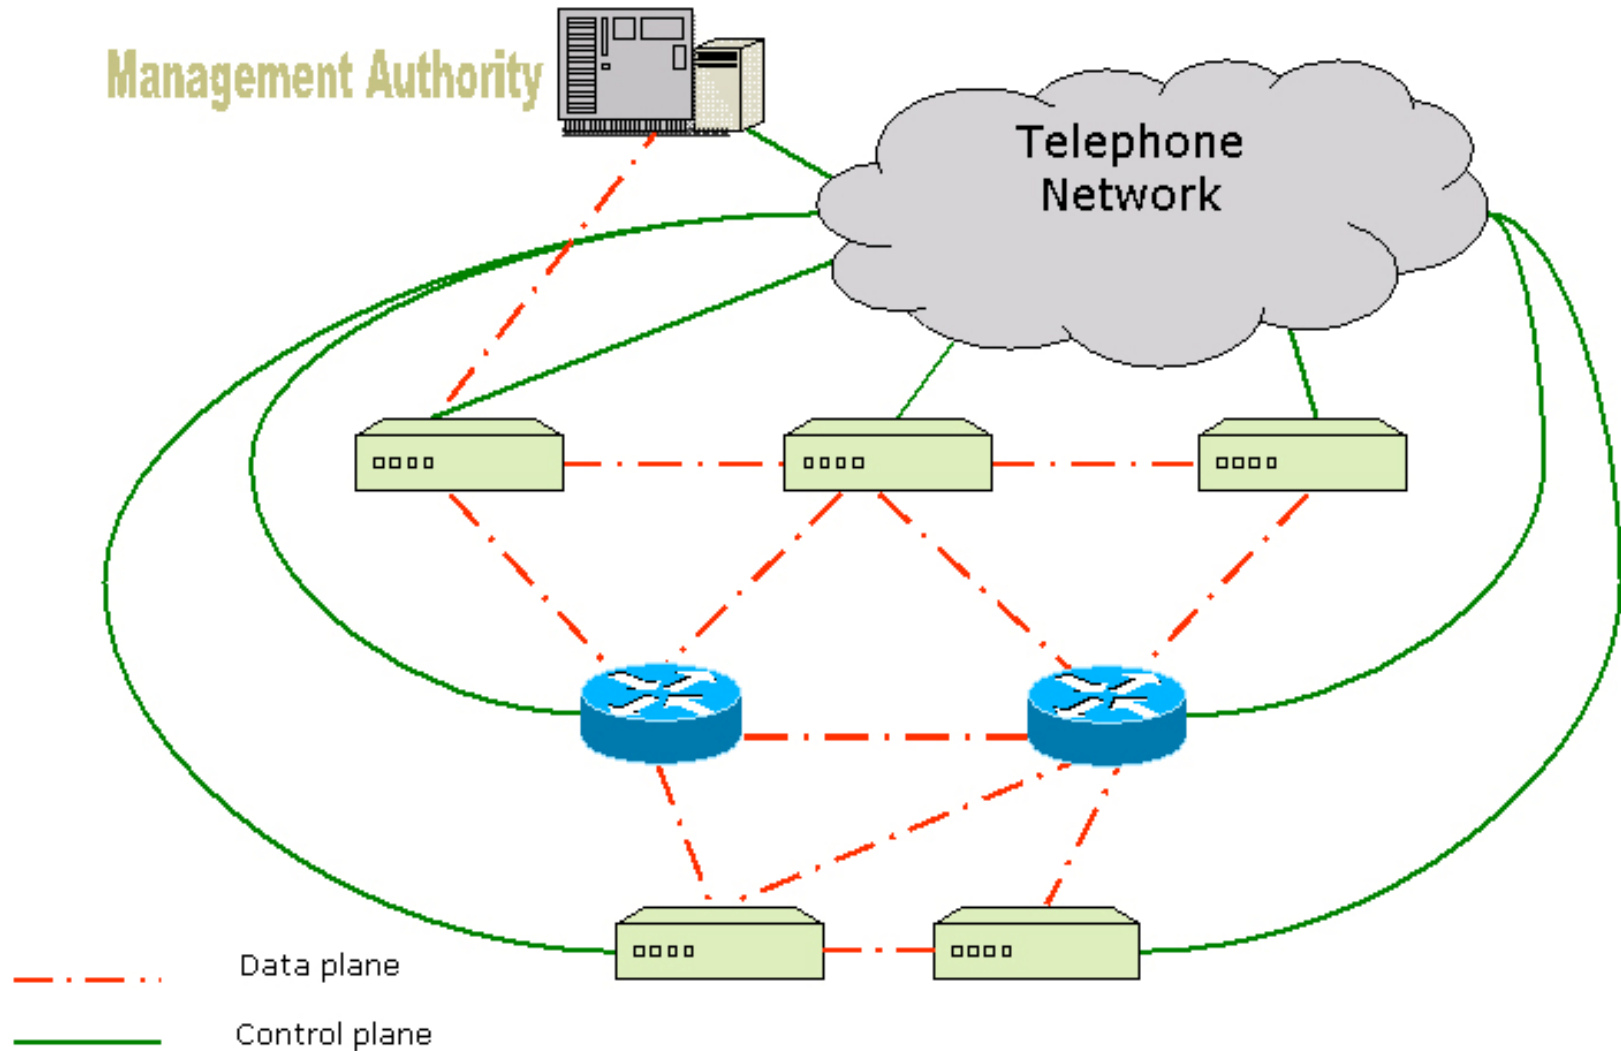 Management Authority
Telephone
Network
Data plane
Control plane